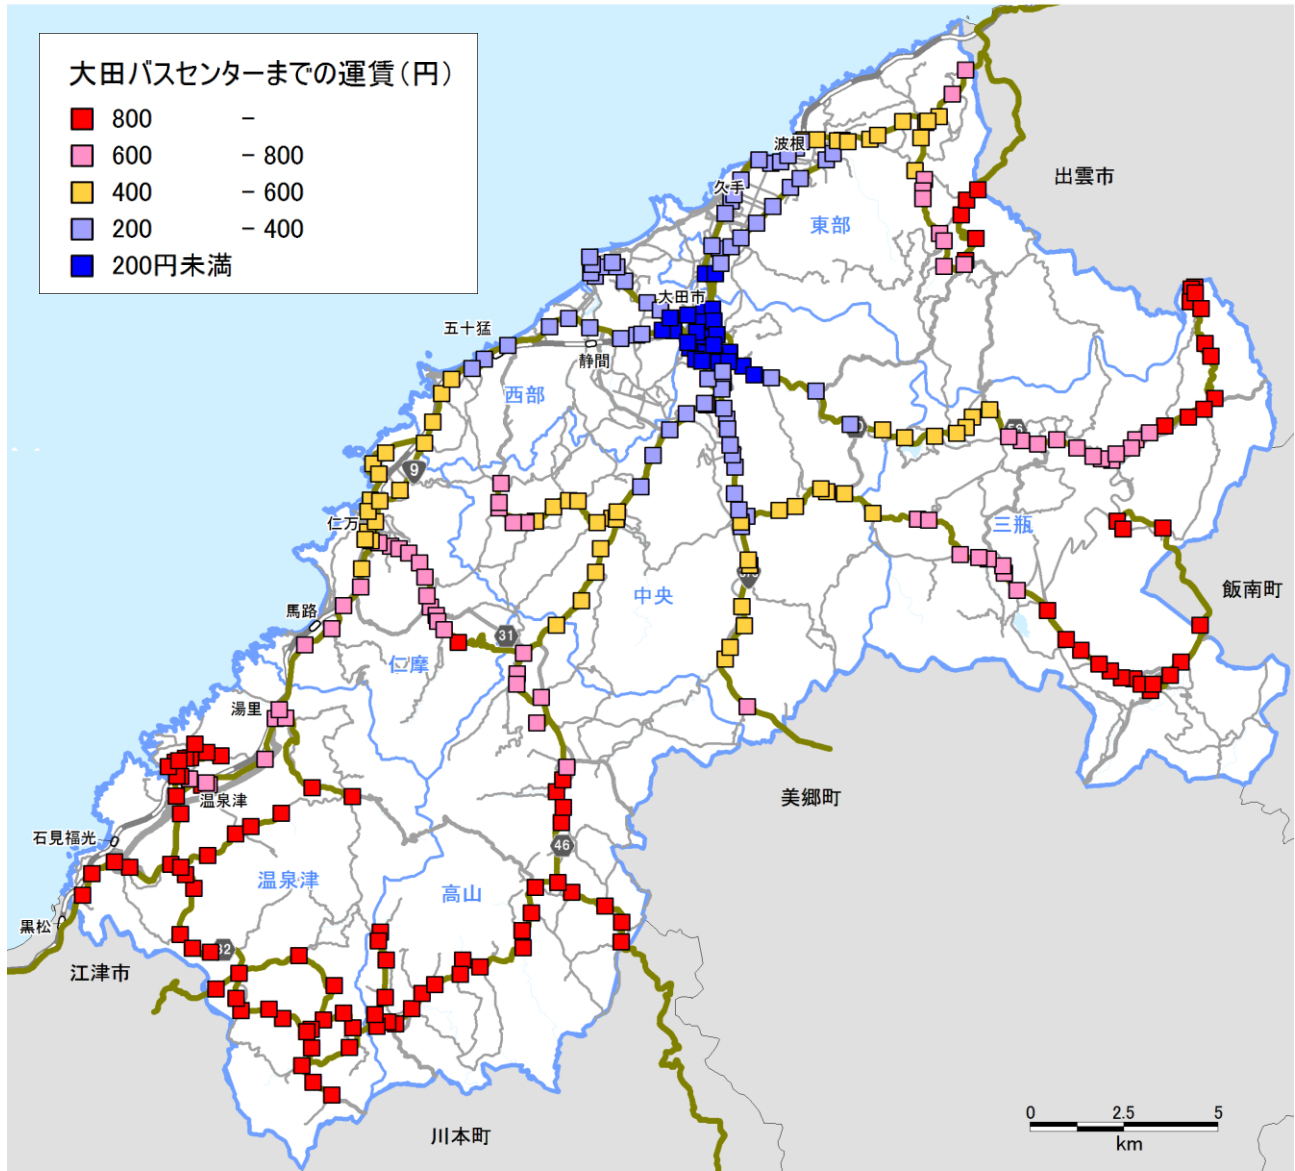 大田バスセンターまでの運賃(円)
800 -
600 - 800
400 - 600
200 - 400
200円未満
波根
出雲市
久手
東部
大田市
五十猛
静間
西部
56
9
仁万
三瓶
飯南町
中央
馬路
31
仁摩
湯里
美郷町
温泉津
石見福光
46
温泉津
高山
黒松
32
江津市
川本町
0 2.5 5
km